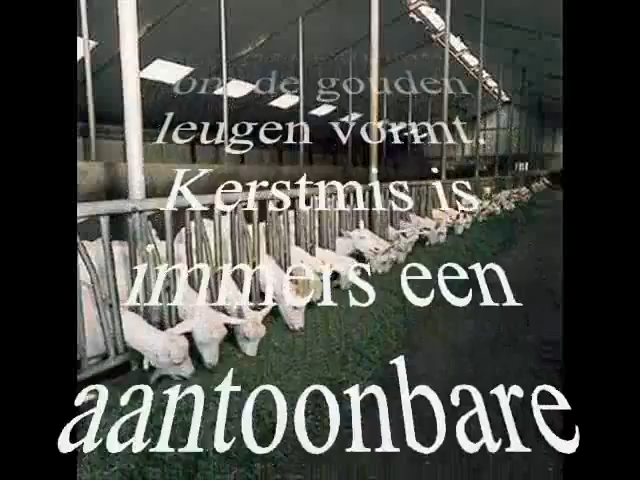 om de gouden
leugen vormt.
Kerstmis is
immers een
aantoonbare